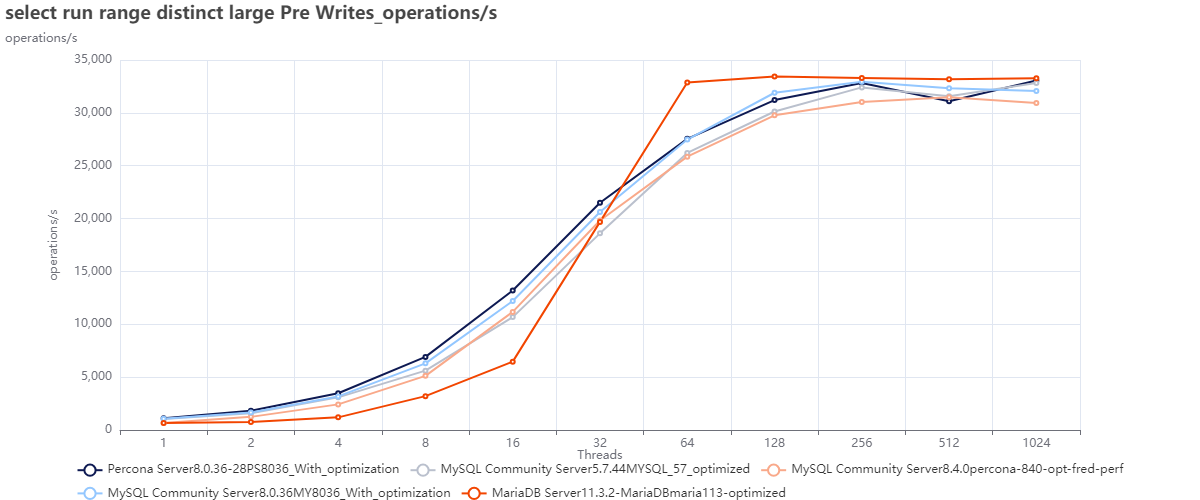 select run range distinct large Pre Writes_operations/s
operations/s
35,000
30,000
25,000
20,000
15,000
10,000
5,000
0
operations/s
1 2 4 8 16 32 64 128 256 512 1024
Threads
Percona Server8.0.36-28PS8036_With_optimization MySQL Community Server5.7.44MYSQL_57_optimized MySQL Community Server8.4.0percona-840-opt-fred-perf
MySQL Community Server8.0.36MY8036_With_optimization MariaDB Server11.3.2-MariaDBmaria113-optimized